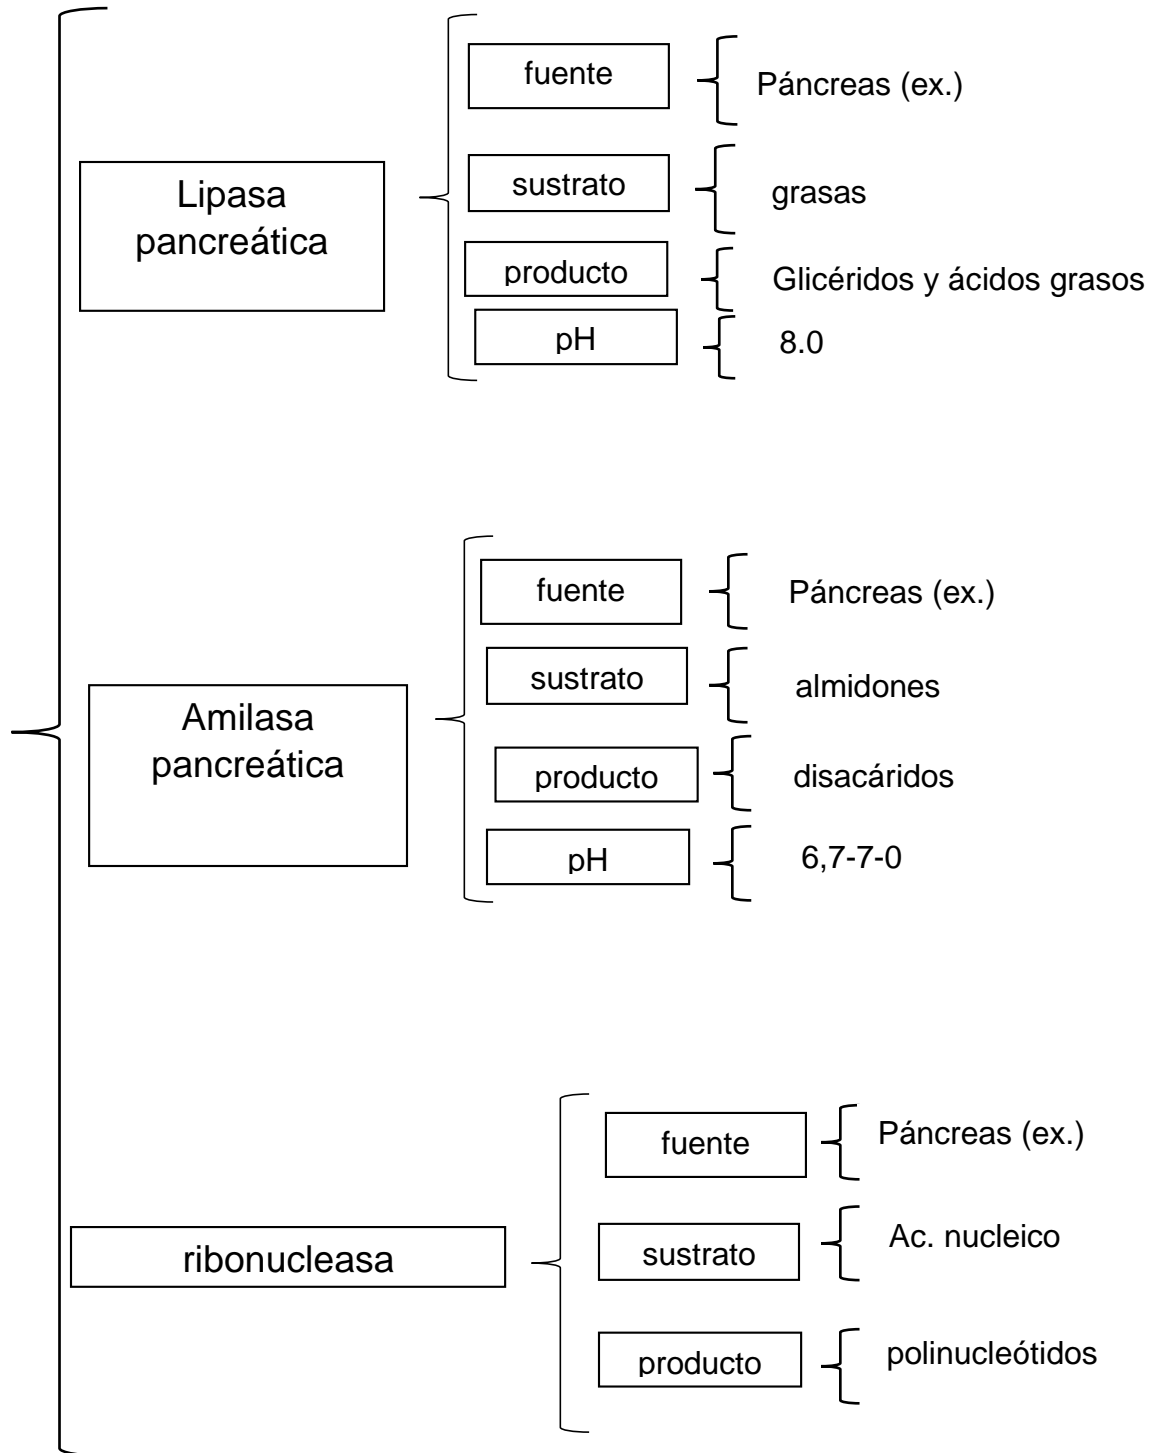 fuente
Páncreas (ex.)
Lipasa
pancreática
sustrato
grasas
producto
Glicéridos y ácidos grasos
pH
8.0
fuente
Páncreas (ex.)
Amilasa
pancreática
sustrato
almidones
producto
disacáridos
pH
6,7-7-0
fuente
Páncreas (ex.)
ribonucleasa
sustrato
Ac. nucleico
producto
polinucleótidos